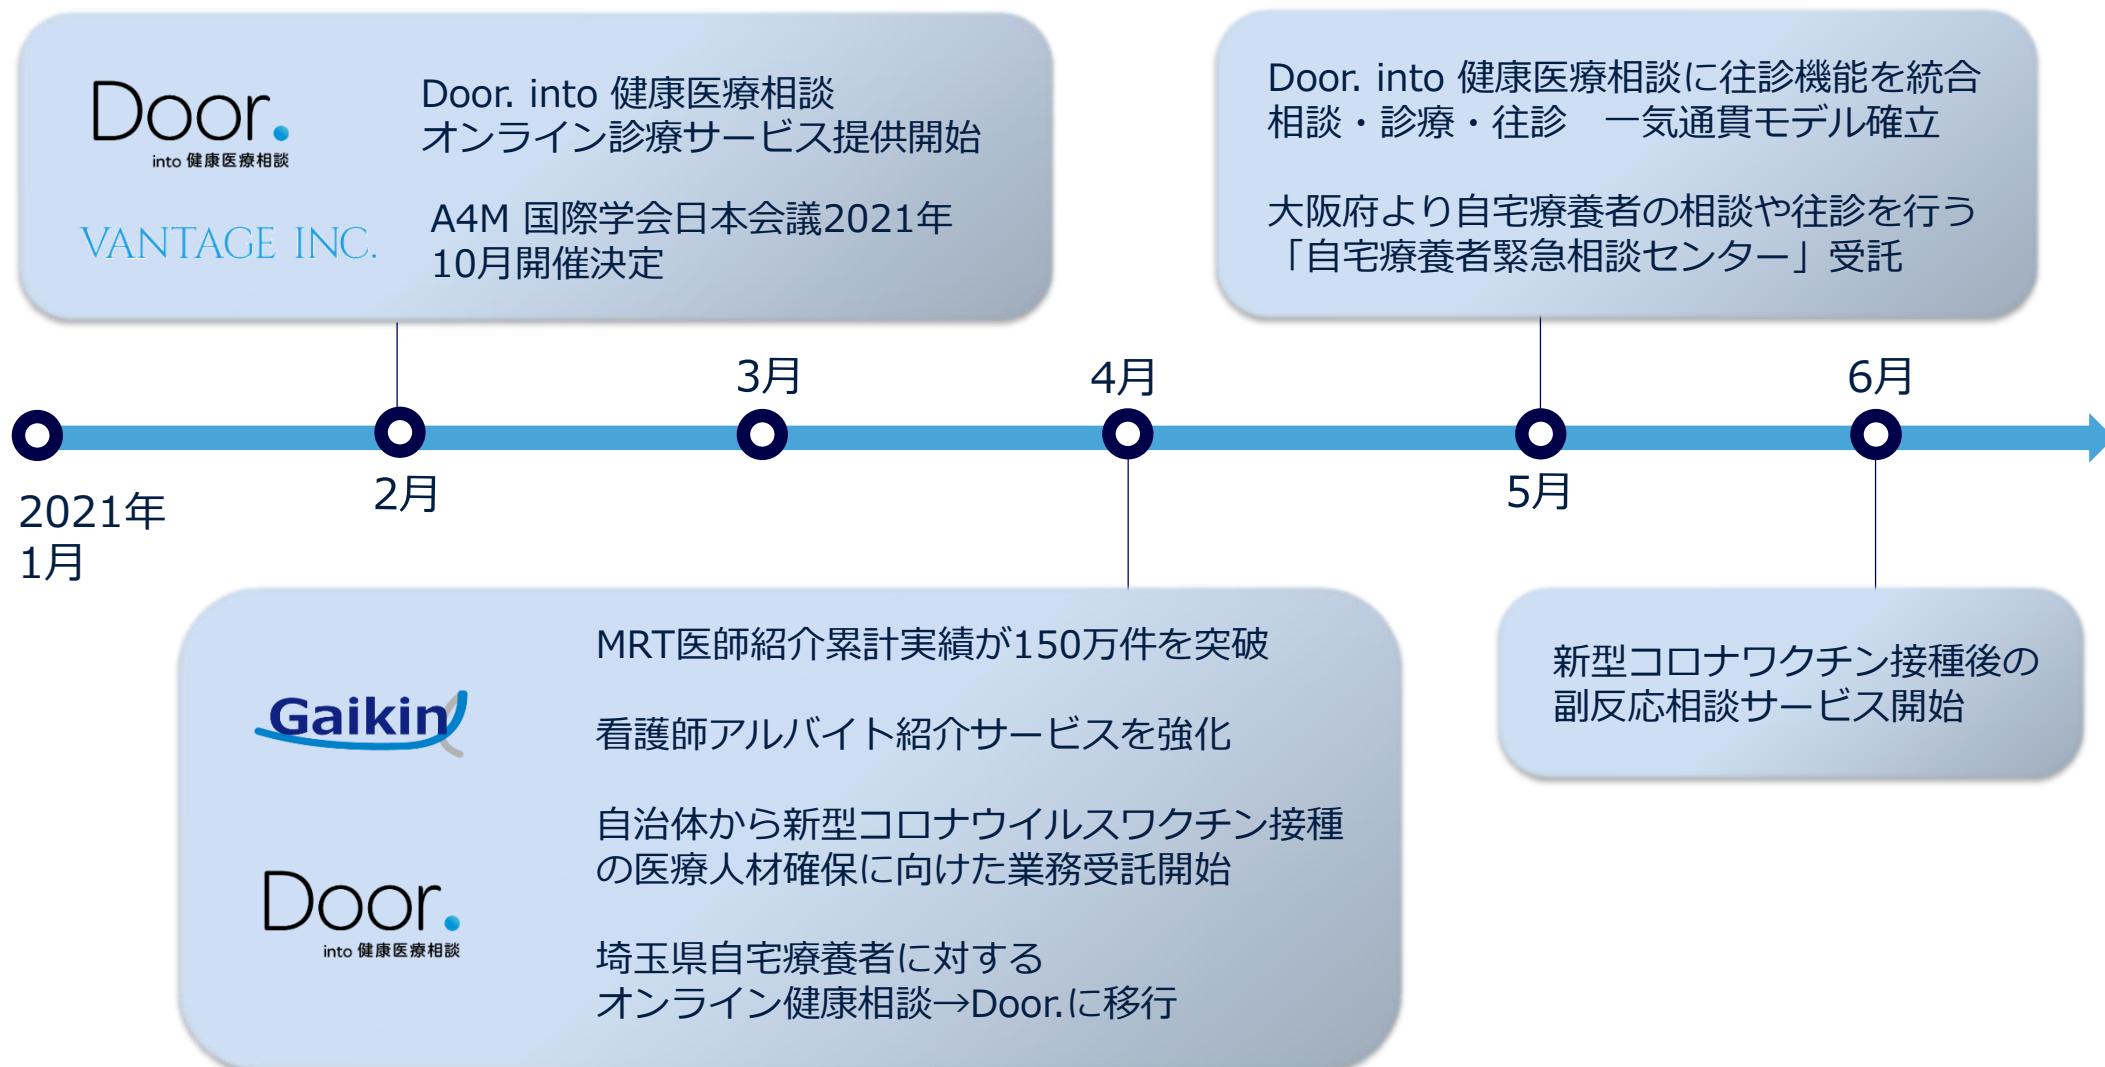 Door.
into 健康医療相談
VANTAGE INC.
Door. into 健康医療相談
オンライン診療サービス提供開始
A4M 国際学会日本会議2021年
10月開催決定
Door. into 健康医療相談に往診機能を統合
相談・診療・往診　一気通貫モデル確立
大阪府より自宅療養者の相談や往診を行う
「自宅療養者緊急相談センター」受託
2021年
1月
2月
3月
4月
5月
6月
Gaikin
Door.
into 健康医療相談
MRT医師紹介累計実績が150万件を突破
看護師アルバイト紹介サービスを強化
自治体から新型コロナウイルスワクチン接種
の医療人材確保に向けた業務受託開始
埼玉県自宅療養者に対する
オンライン健康相談→Door.に移行
新型コロナワクチン接種後の
副反応相談サービス開始